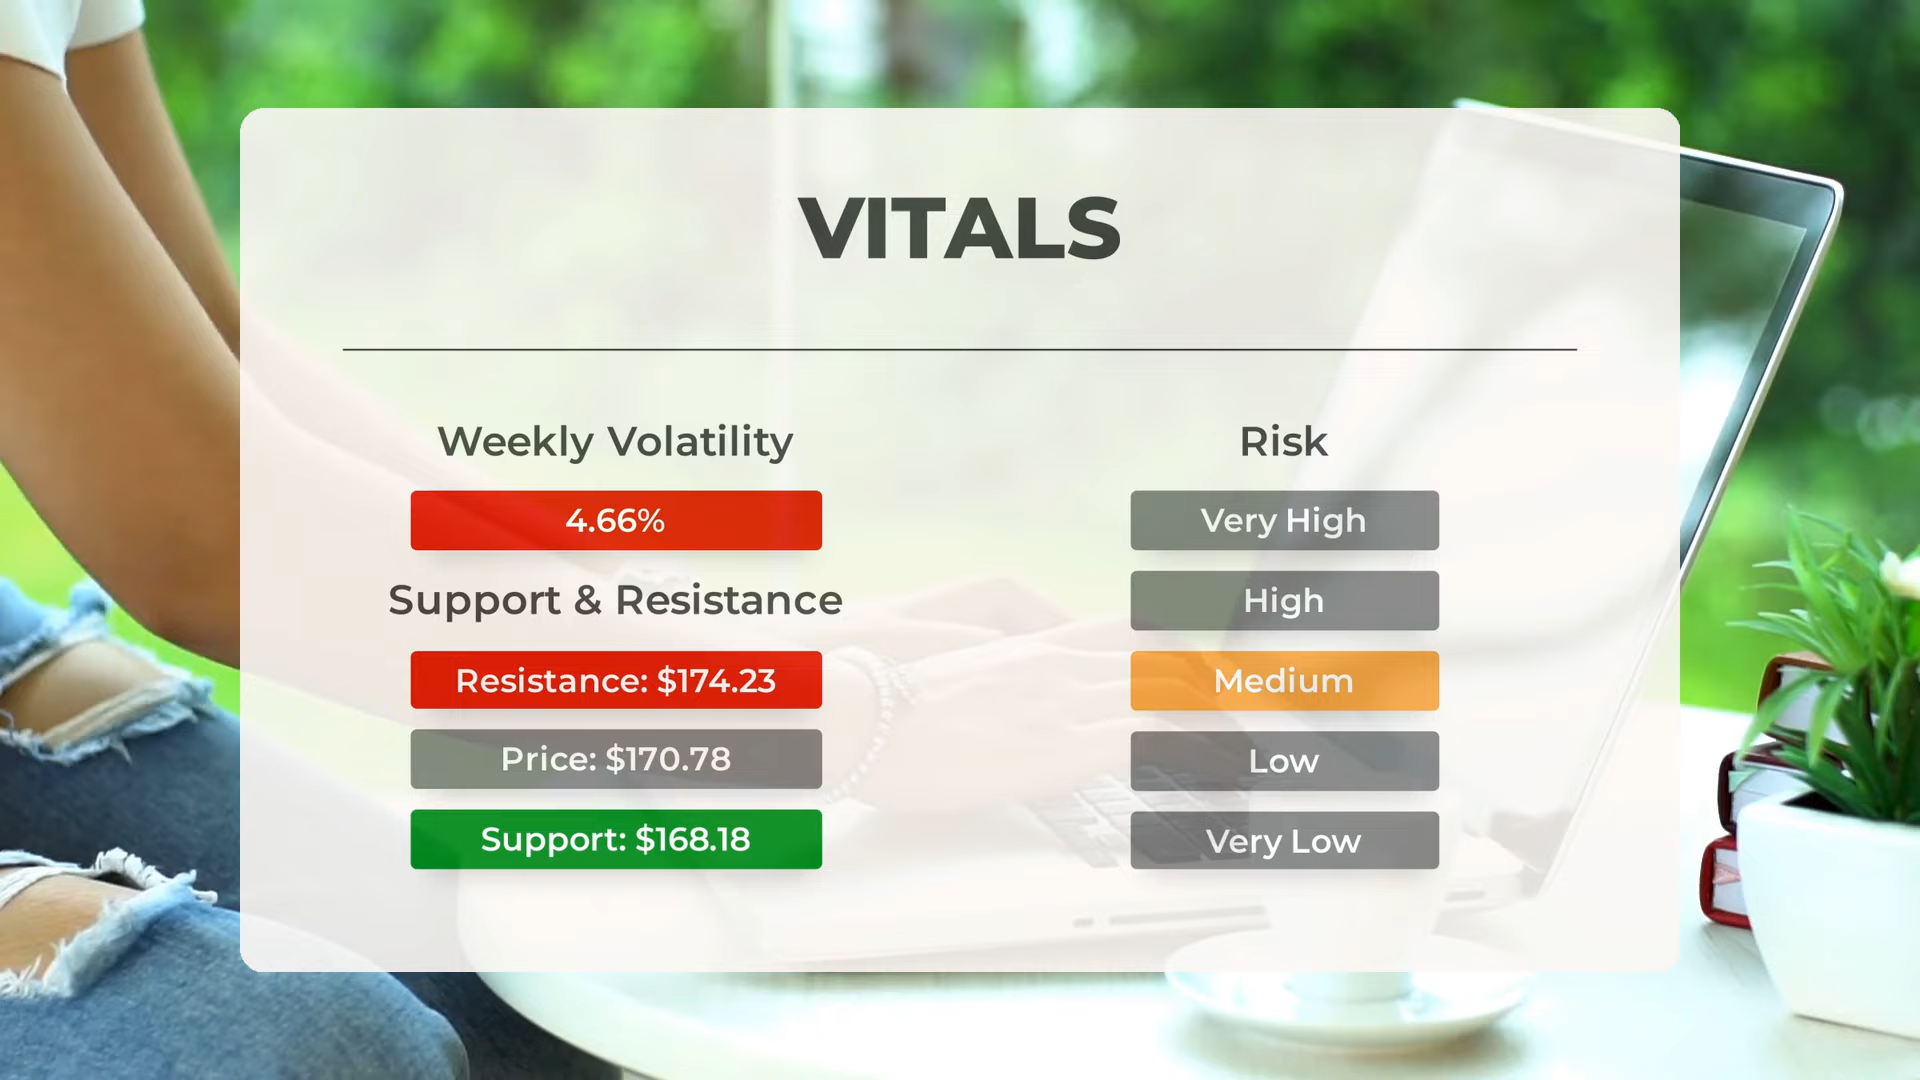 VITALS
Weekly Volatility
4.66%
Support & Resistance
Resistance: $174.23
Price: $170.78
Support: $168.18
Risk
Very High
High
Medium
Low
Very Low